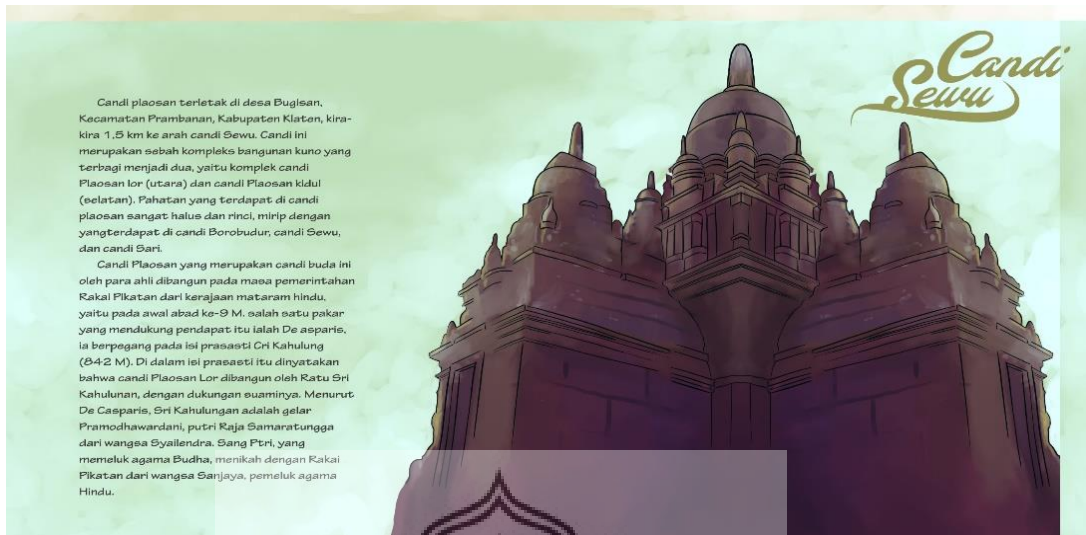 Candi
Sewu
Candi plaosan terletak di desa Bugisan,
Kecamatan Prambanan, Kabupaten Klaten, kira-
kira 1,5 km ke arah candi Sewu. Candi ini
merupakan sebah kompleks bangunan kuno yang
terbagi menjadi dua, yaitu komplek candi
Plaosan lor (utara) dan candi Plaosan kidul
(selatan). Pahatan yang terdapat di candi
plaosan sangat halus dan rinci, mirip dengan
yangterdapat di candi Borobudur, candi Sewu,
dan candi Sari.
Candi Plaosan yang merupakan candi buda ini
oleh para ahli dibangun pada masa pemerintahan
Rakai Pikatan dari kerajaan mataram hindu,
yaitu pada awal abad ke-9 M. salah satu pakar
yang mendukung pendapat itu ialah De asparis,
ia berpegang pada isi prasasti Cri Kahulung
(842 M). Di dalam isi prasasti itu dinyatakan
bahwa candi Plaosan Lor dibangun oleh Ratu Sri
Kahulunan, dengan dukungan suaminya. Menurut
De Casparis, Sri Kahulungan adalah gelar
Pramodhawardani, putri Raja Samaratungga
dari wangsa Syailendra. Sang Ptri, yang
memeluk agama Budha, menikah dengan Rakai
Pikatan dari wangsa Sanjaya, pemeluk agama
Hindu.